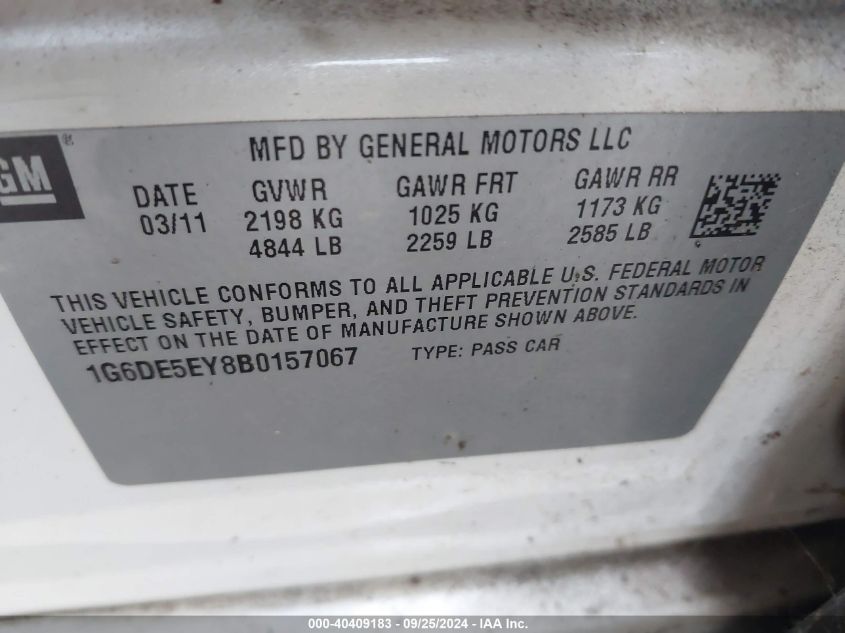 GM®
MFD BY GENERAL MOTORS LLC
DATE GVWR GAWR FRT GAWR RR
03/11 2198 KG 1025 KG 1173 KG
4844 LB 2259 LB 2585 LB
THIS VEHICLE CONFORMS TO ALL APPLICABLE U.S. FEDERAL MOTOR
VEHICLE SAFETY, BUMPER, AND THEFT PREVENTION STANDARDS IN
EFFECT ON THE DATE OF MANUFACTURE SHOWN ABOVE.
1G6DE5EY8B0157067 TYPE: PASS CAR
000-40409183 - 09/25/2024 - IAA Inc.